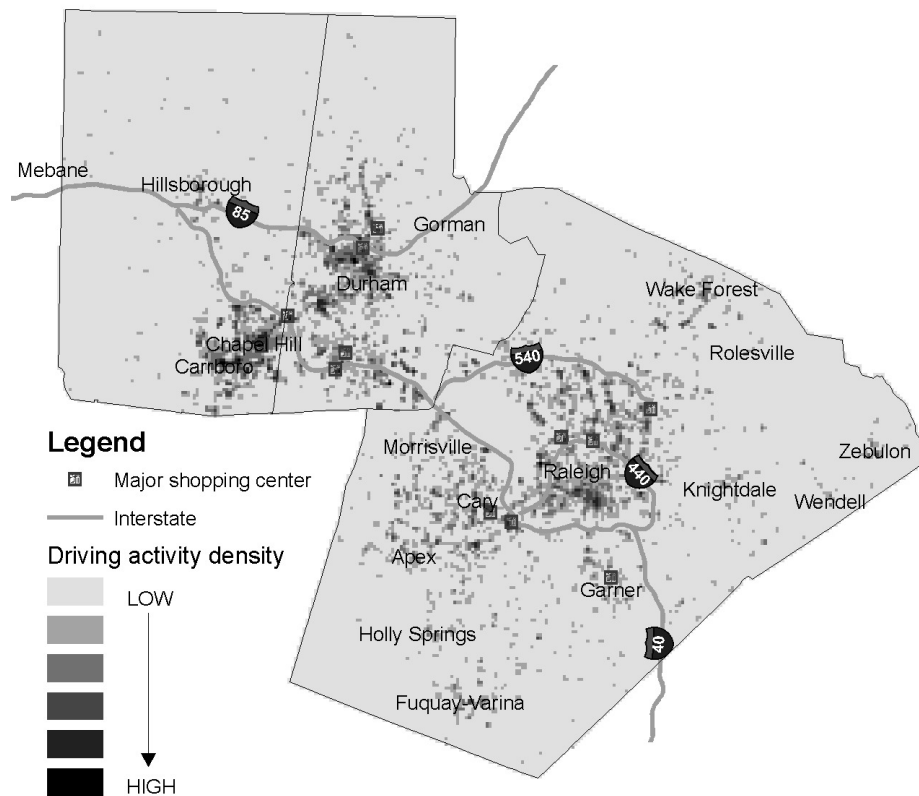 Mebane
Hillsborough
85
Gorman
Durham
Wake Forest
Chapel Hill
Carrboro
540
Rolesville
Legend
Major shopping center
Interstate
Driving activity density
LOW
HIGH
Morrisville
Raleigh
440
Zebulon
Knightdale
Wendell
Cary
Apex
Garner
Holly Springs
40
Fuquay-Varina